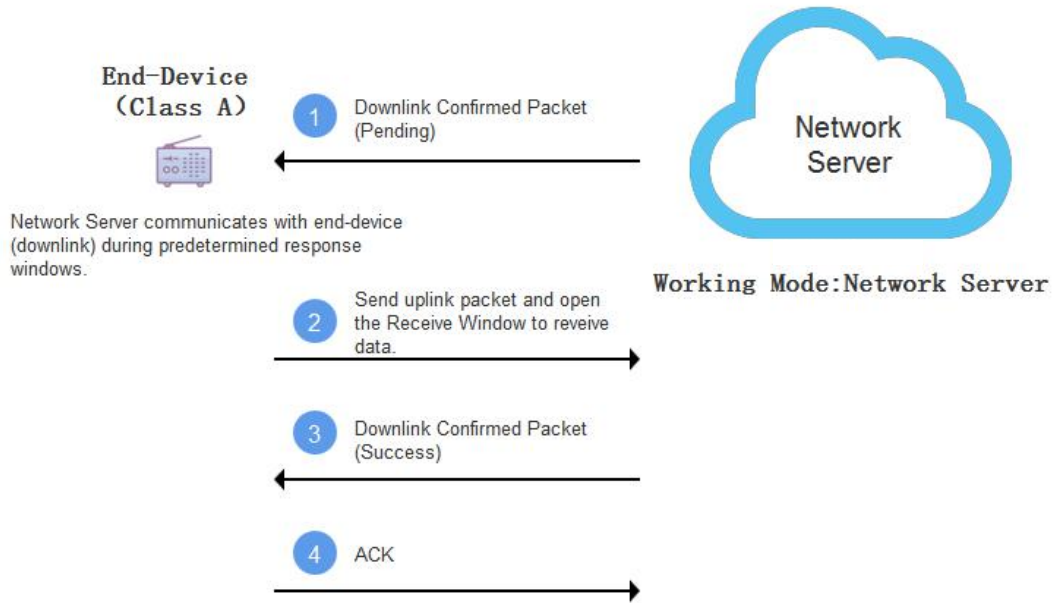 End-Device
(Class A)
1
Downlink Confirmed Packet
(Pending)
Network
Server
Network Server communicates with end-device
(downlink) during predetermined response
windows.
Working Mode:Network Server
2
Send uplink packet and open
the Receive Window to reveive
data.
3
Downlink Confirmed Packet
(Success)
4
ACK